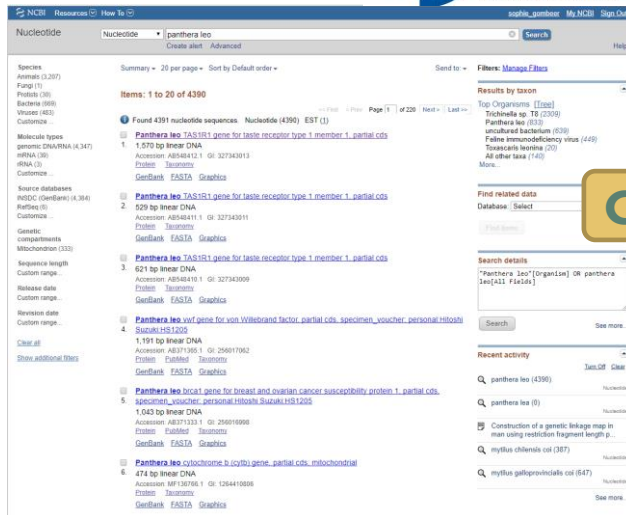 NCBI Resources How To
sophie_gombeer My NCBI Sign Out
Nucleotide
Nucleotide
panthera leo
Search
Create alert Advanced
Help
Species
Animals (3,207)
Fungi (1)
Protists (39)
Bacteria (669)
Viruses (483)
Customize ...
Molecule types
genomic DNA/RNA (4,347)
mRNA (39)
rRNA (3)
Customize ...
Source databases
INSDC (GenBank) (4,384)
RefSeq (6)
Customize ...
Genetic
compartments
Mitochondrion (333)
Sequence length
Custom range...
Release date
Custom range...
Revision date
Custom range...
Clear all
Show additional filters
Summary 20 per page Sort by Default order
Send to:
Items: 1 to 20 of 4390
<< First < Prev Page 1 of 220 Next > Last >>
Found 4391 nucleotide sequences. Nucleotide (4390) EST (1)
Panthera leo TAS1R1 gene for taste receptor type 1 member 1, partial cds
1. 1,570 bp linear DNA
Accession: AB548412.1 GI: 327343013
Protein Taxonomy
GenBank FASTA Graphics
Panthera leo TAS1R1 gene for taste receptor type 1 member 1, partial cds
2. 529 bp linear DNA
Accession: AB548411.1 GI: 327343011
Protein Taxonomy
GenBank FASTA Graphics
Panthera leo TAS1R1 gene for taste receptor type 1 member 1, partial cds
3. 621 bp linear DNA
Accession: AB548410.1 GI: 327343009
Protein Taxonomy
GenBank FASTA Graphics
Panthera leo vwf gene for von Willebrand factor, partial cds, specimen_voucher: personal:Hitoshi
4. Suzuki:HS1205
1,191 bp linear DNA
Accession: AB371365.1 GI: 256017062
Protein PubMed Taxonomy
GenBank FASTA Graphics
Panthera leo brca1 gene for breast and ovarian cancer susceptibility protein 1, partial cds,
5. specimen_voucher: personal:Hitoshi Suzuki:HS1205
1,043 bp linear DNA
Accession: AB371333.1 GI: 256016998
Protein PubMed Taxonomy
GenBank FASTA Graphics
Panthera leo cytochrome b (cytb) gene, partial cds; mitochondrial
6. 474 bp linear DNA
Accession: MF136766.1 GI: 1264410806
Protein Taxonomy
GenBank FASTA Graphics
Filters: Manage Filters
Results by taxon
Top Organisms [Tree]
Trichinella sp. T8 (2309)
Panthera leo (833)
uncultured bacterium (639)
Feline immunodeficiency virus (449)
Toxascaris leonina (20)
All other taxa (140)
More...
Find related data
Database: Select
Find items
Search details
"Panthera leo"[Organism] OR panthera
leo[All Fields]
Search
See more...
Recent activity
Turn Off Clear
panthera leo (4390)
Nucleotide
panthera lea (0)
Nucleotide
Construction of a genetic linkage map in
man using restriction fragment length p...
mytilus chilensis coi (387)
Nucleotide
mytilus galloprovincialis coi (647)
Nucleotide
See more...